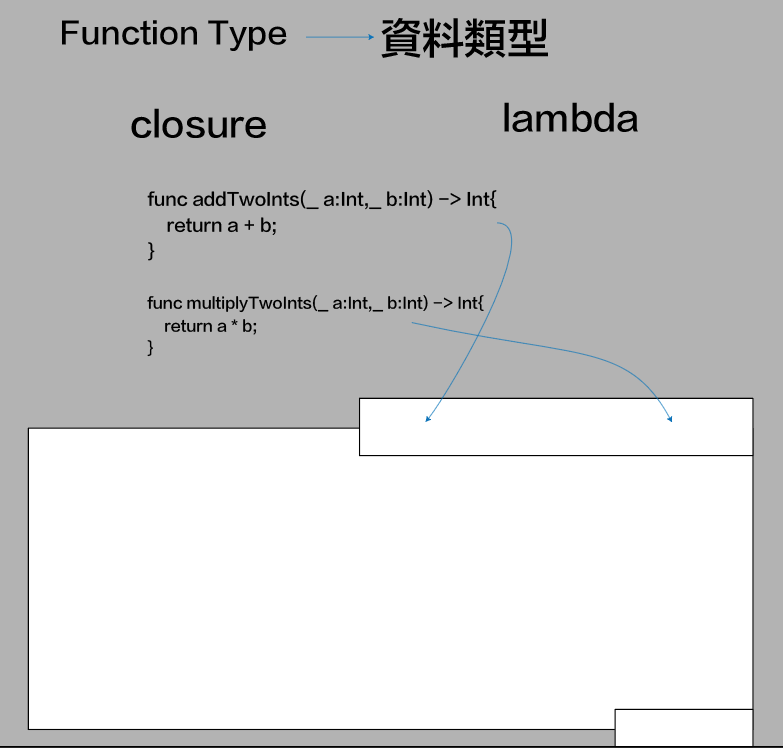 Function Type 資料類型
closure lambda
func addTwoInts(_ a:Int,_ b:Int) -> Int{
return a + b;
}
func multiplyTwoInts(_ a:Int,_ b:Int) -> Int{
return a * b;
}